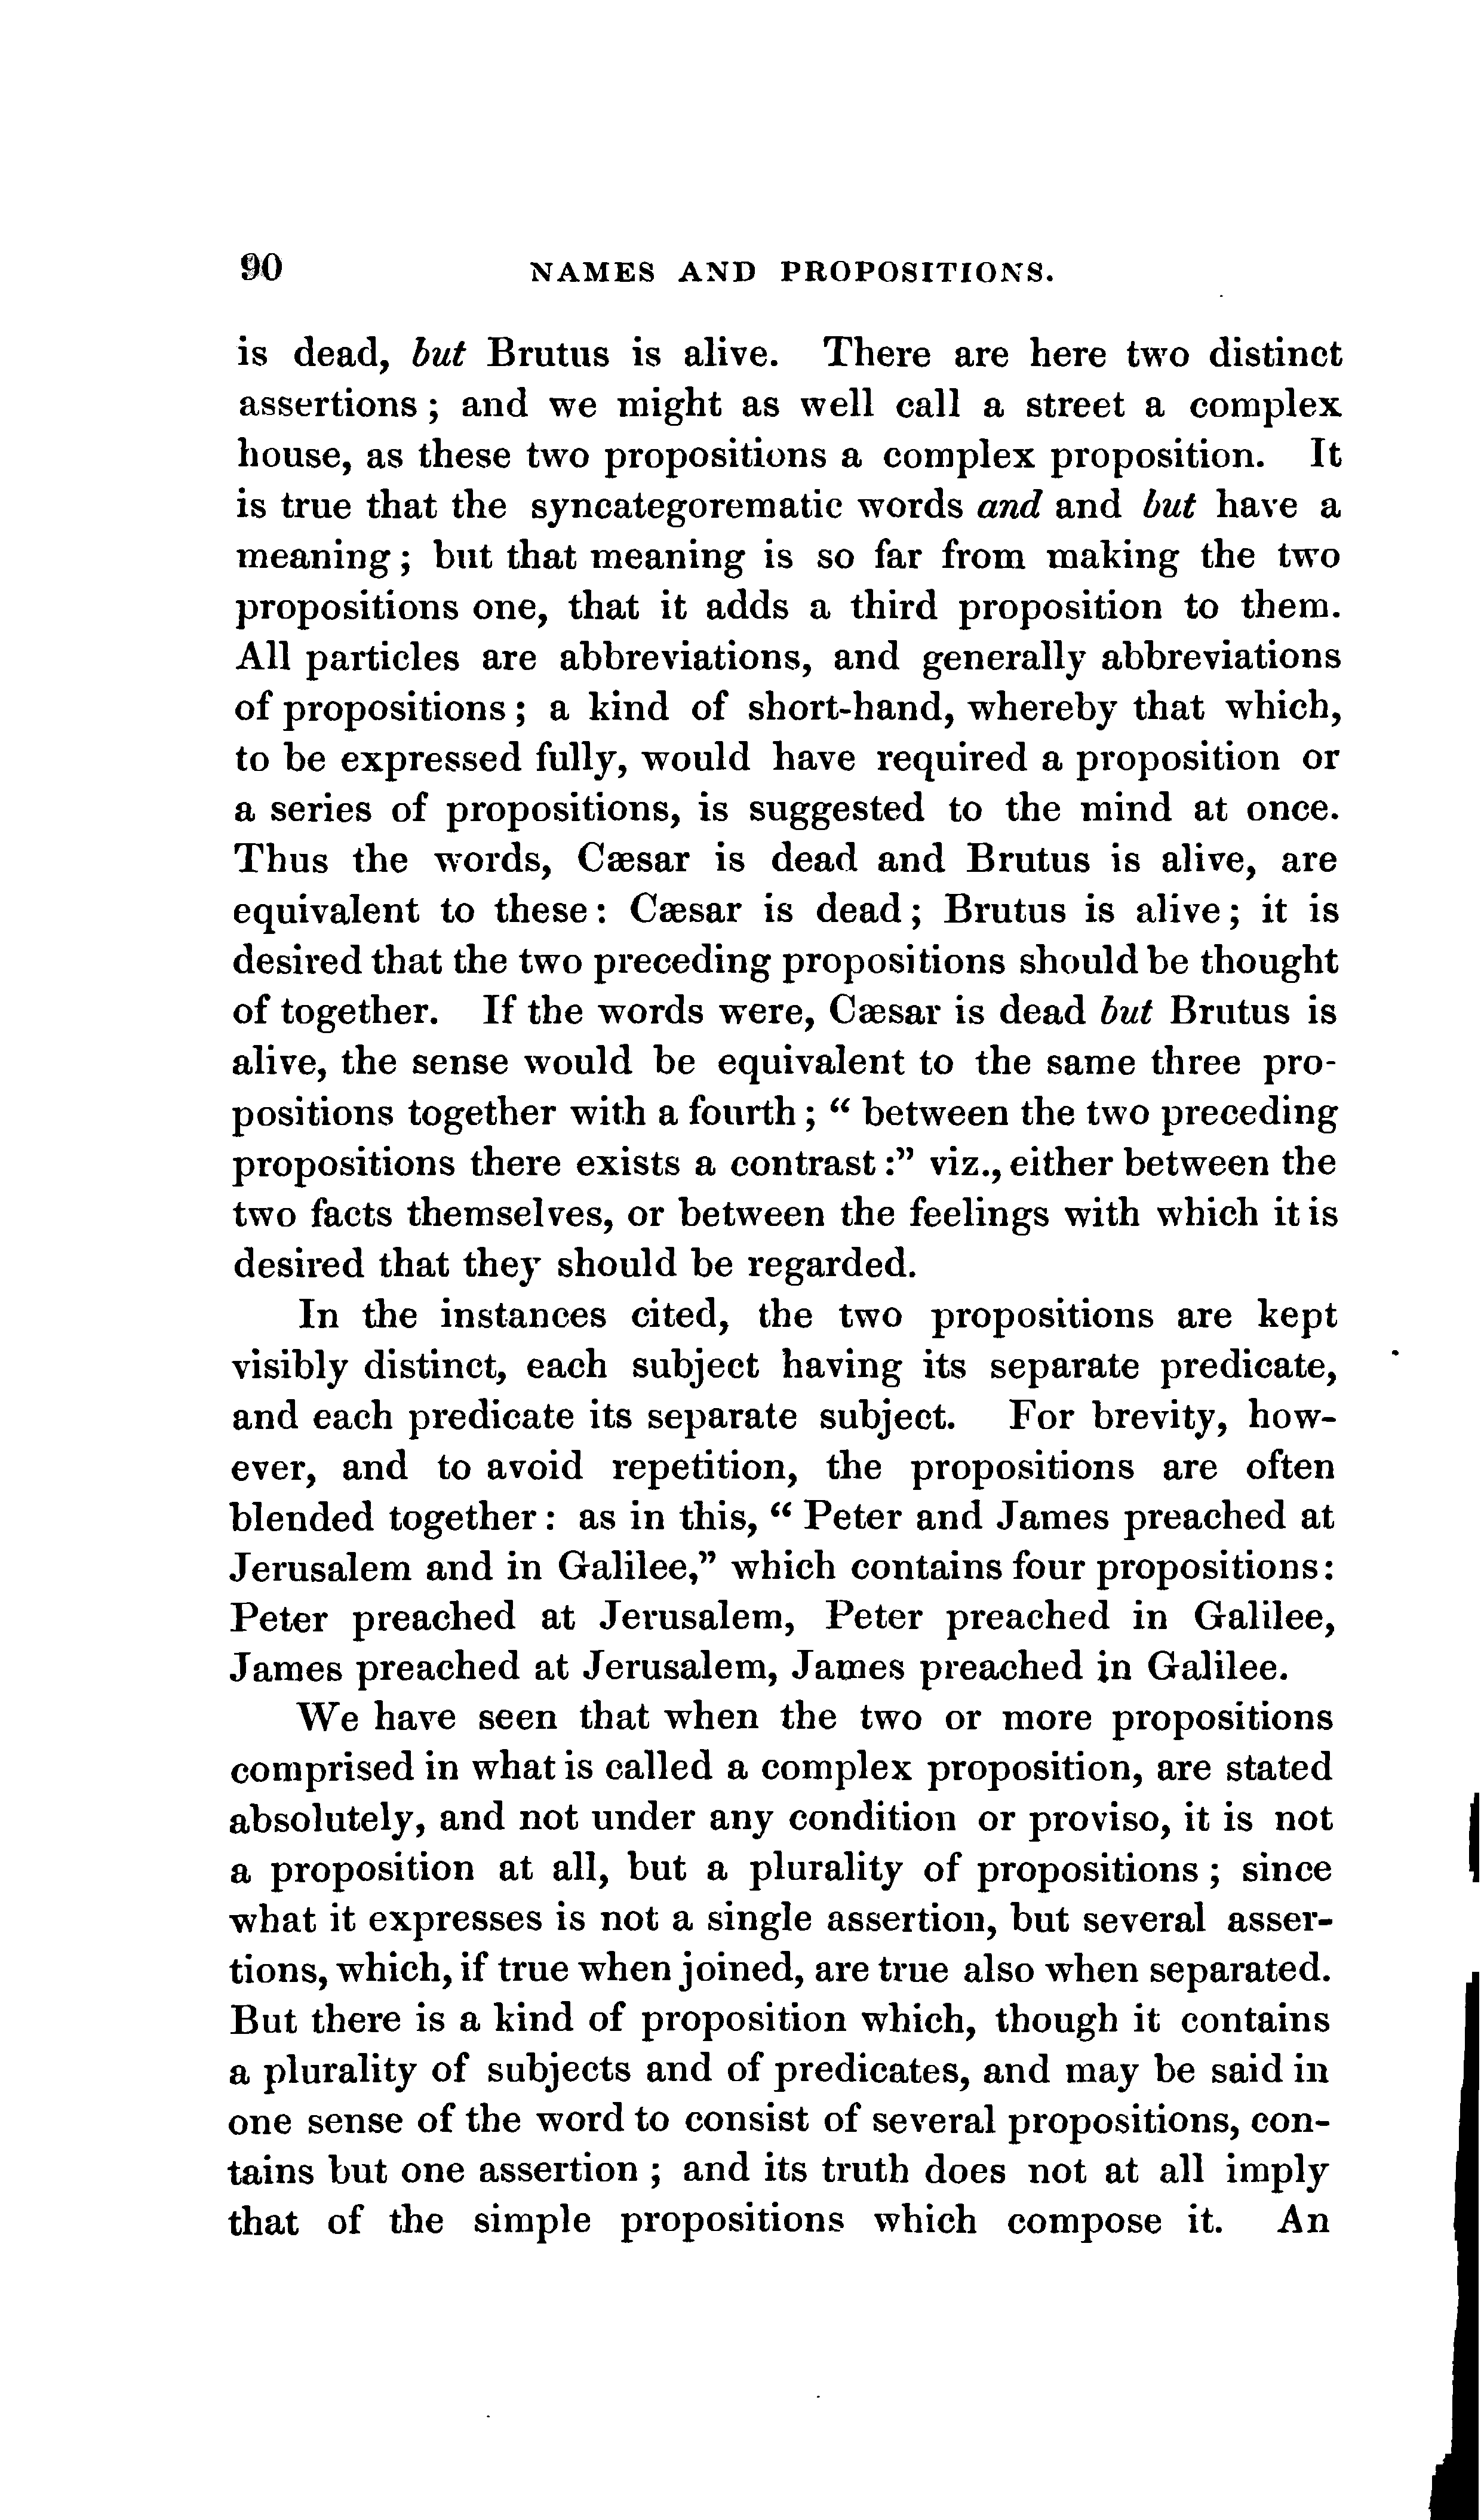 90 NAMES AND PROPOSITIONS.
is dead, but Brutus is alive. There are here two distinct
assertions; and we might as well call a street a complex
house, as these two propositions a complex proposition. It
is true that the syncategorematic words and and but have a
meaning; but that meaning is so far from making the two
propositions one, that it adds a third proposition to them.
All particles are abbreviations, and generally abbreviations
of propositions; a kind of short-hand, whereby that which,
to be expressed fully, would have required a proposition or
a series of propositions, is suggested to the mind at once.
Thus the words, Cæsar is dead and Brutus is alive, are
equivalent to these: Cæsar is dead; Brutus is alive; it is
desired that the two preceding propositions should be thought
of together. If the words were, Cæsar is dead but Brutus is
alive, the sense would be equivalent to the same three pro-
positions together with a fourth; “ between the two preceding
propositions there exists a contrast:” viz., either between the
two facts themselves, or between the feelings with which it is
desired that they should be regarded.
In the instances cited, the two propositions are kept
visibly distinct, each subject having its separate predicate,
and each predicate its separate subject. For brevity, how-
ever, and to avoid repetition, the propositions are often
blended together: as in this, “ Peter and James preached at
Jerusalem and in Galilee,” which contains four propositions:
Peter preached at Jerusalem, Peter preached in Galilee,
James preached at Jerusalem, James preached in Galilee.
We have seen that when the two or more propositions
comprised in what is called a complex proposition, are stated
absolutely, and not under any condition or proviso, it is not
a proposition at all, but a plurality of propositions; since
what it expresses is not a single assertion, but several asser-
tions, which, if true when joined, are true also when separated.
But there is a kind of proposition which, though it contains
a plurality of subjects and of predicates, and may be said in
one sense of the word to consist of several propositions, con-
tains but one assertion; and its truth does not at all imply
that of the simple propositions which compose it. An